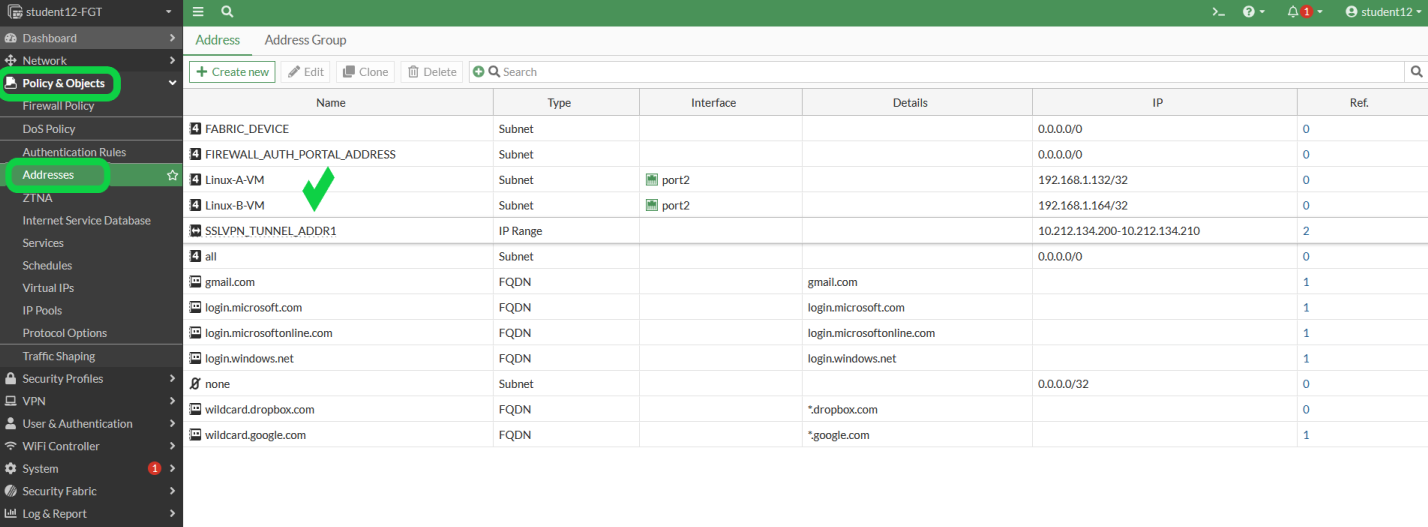 student12-FGT
>_ ? 1 student12
Dashboard
Network
Policy & Objects
Firewall Policy
DoS Policy
Authentication Rules
Addresses
ZTNA
Internet Service Database
Services
Schedules
Virtual IPs
IP Pools
Protocol Options
Traffic Shaping
Security Profiles
VPN
User & Authentication
WiFi Controller
System 1
Security Fabric
Log & Report
Address Address Group
+ Create new Edit Clone Delete Search
Name Type Interface Details IP Ref.
4 FABRIC_DEVICE Subnet 0.0.0.0/0 0
4 FIREWALL_AUTH_PORTAL_ADDRESS Subnet 0.0.0.0/0 0
4 Linux-A-VM Subnet port2 192.168.1.132/32 0
4 Linux-B-VM Subnet port2 192.168.1.164/32 0
SSLVPN_TUNNEL_ADDR1 IP Range 10.212.134.200-10.212.134.210 2
4 all Subnet 0.0.0.0/0 0
gmail.com FQDN gmail.com 1
login.microsoft.com FQDN login.microsoft.com 1
login.microsoftonline.com FQDN login.microsoftonline.com 1
login.windows.net FQDN login.windows.net 1
none Subnet 0.0.0.0/32 0
wildcard.dropbox.com FQDN *.dropbox.com 0
wildcard.google.com FQDN *.google.com 1